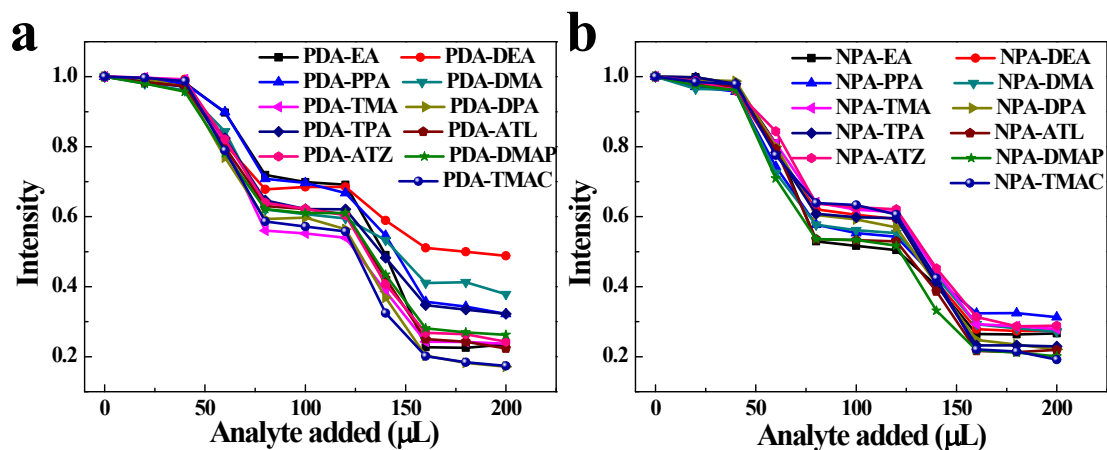 a
PDA-EA PDA-DEA
PDA-PPA PDA-DMA
PDA-TMA PDA-DPA
PDA-TPA PDA-ATL
PDA-ATZ PDA-DMAP
PDA-TMAC
Intensity
1.0
0.8
0.6
0.4
0.2
0 50 100 150 200
Analyte added (μL)
b
NPA-EA NPA-DEA
NPA-PPA NPA-DMA
NPA-TMA NPA-DPA
NPA-TPA NPA-ATL
NPA-ATZ NPA-DMAP
NPA-TMAC
Intensity
1.0
0.8
0.6
0.4
0.2
0 50 100 150 200
Analyte added (μL)